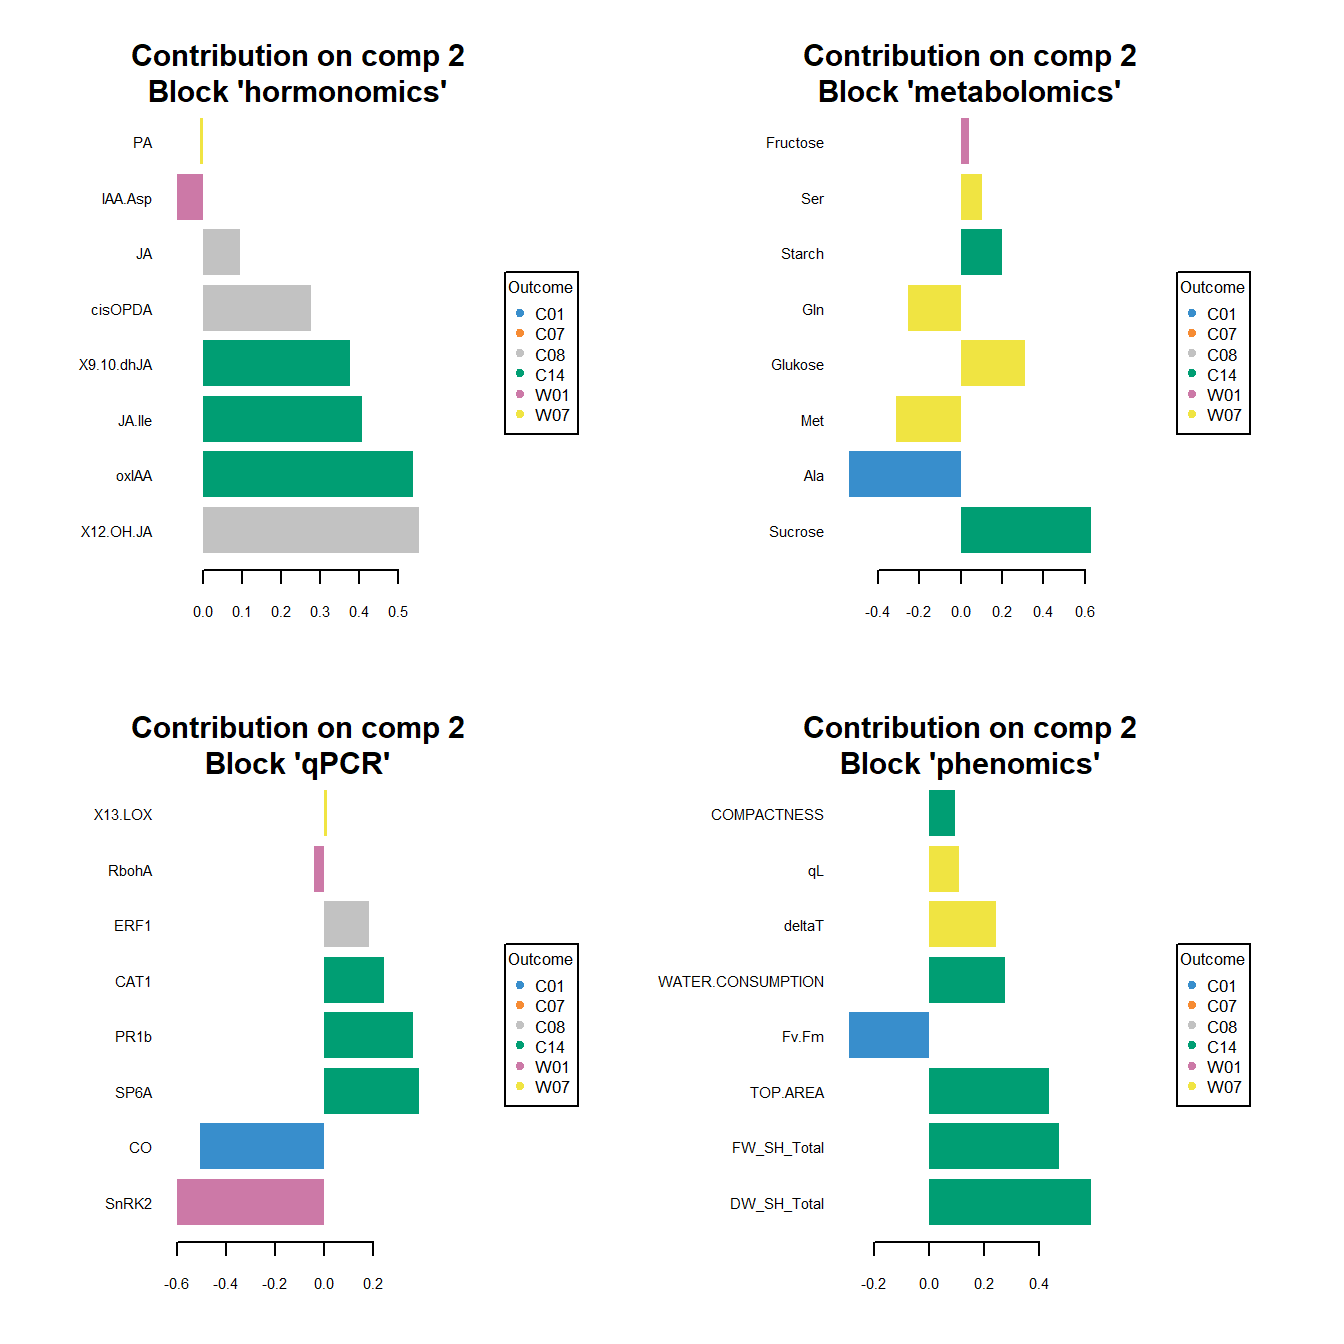 Contribution on comp 2
Block 'hormonomics'
PA
IAA.Asp
JA
cisOPDA
X9.10.dhJA
JA.Ile
oxIAA
X12.OH.JA
0.0 0.1 0.2 0.3 0.4 0.5
Outcome
C01
C07
C08
C14
W01
W07
Contribution on comp 2
Block 'metabolomics'
Fructose
Ser
Starch
Gln
Glukose
Met
Ala
Sucrose
-0.4 -0.2 0.0 0.2 0.4 0.6
Outcome
C01
C07
C08
C14
W01
W07
Contribution on comp 2
Block 'qPCR'
X13.LOX
RbohA
ERF1
CAT1
PR1b
SP6A
CO
SnRK2
-0.6 -0.4 -0.2 0.0 0.2
Outcome
C01
C07
C08
C14
W01
W07
Contribution on comp 2
Block 'phenomics'
COMPACTNESS
qL
deltaT
WATER.CONSUMPTION
Fv.Fm
TOP.AREA
FW_SH_Total
DW_SH_Total
-0.2 0.0 0.2 0.4
Outcome
C01
C07
C08
C14
W01
W07